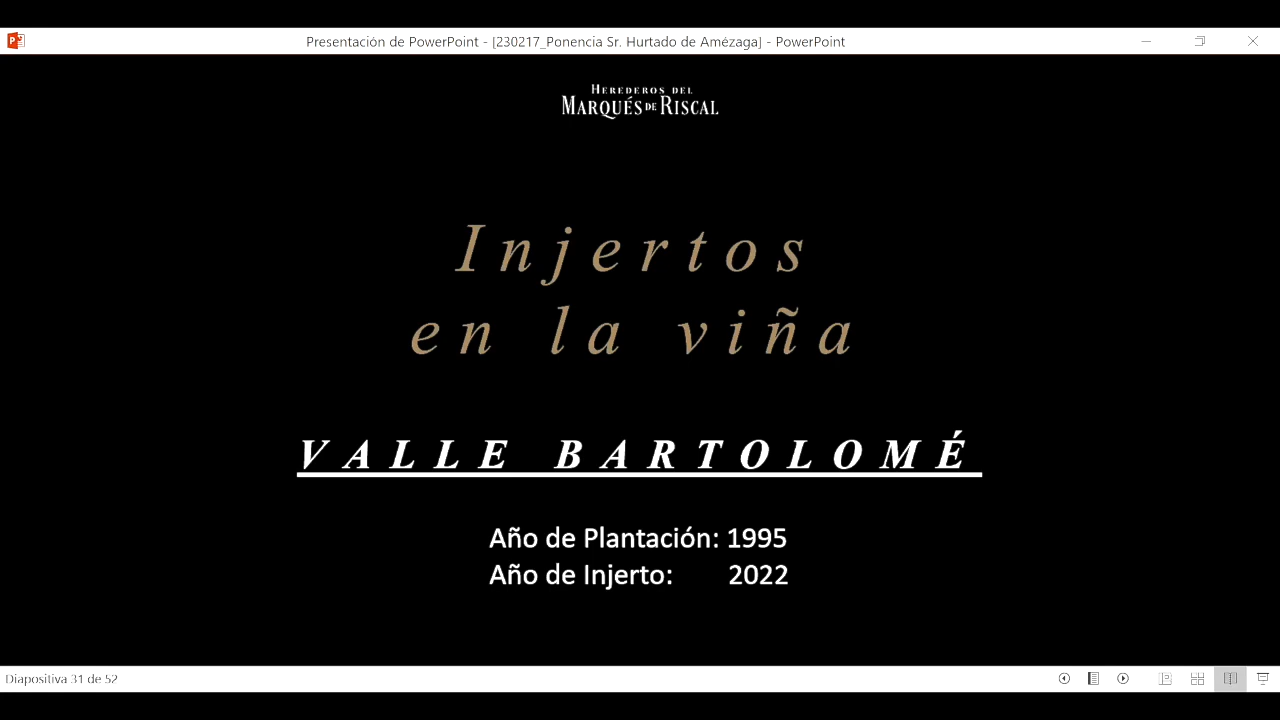 Presentación de PowerPoint - [230217_Ponencia Sr. Hurtado de Amézaga] - PowerPoint
HEREDEROS DEL
MARQUÉS DE RISCAL
Injertos
en la viña
VALLE BARTOLOMÉ
Año de Plantación: 1995
Año de Injerto: 2022
Diapositiva 31 de 52